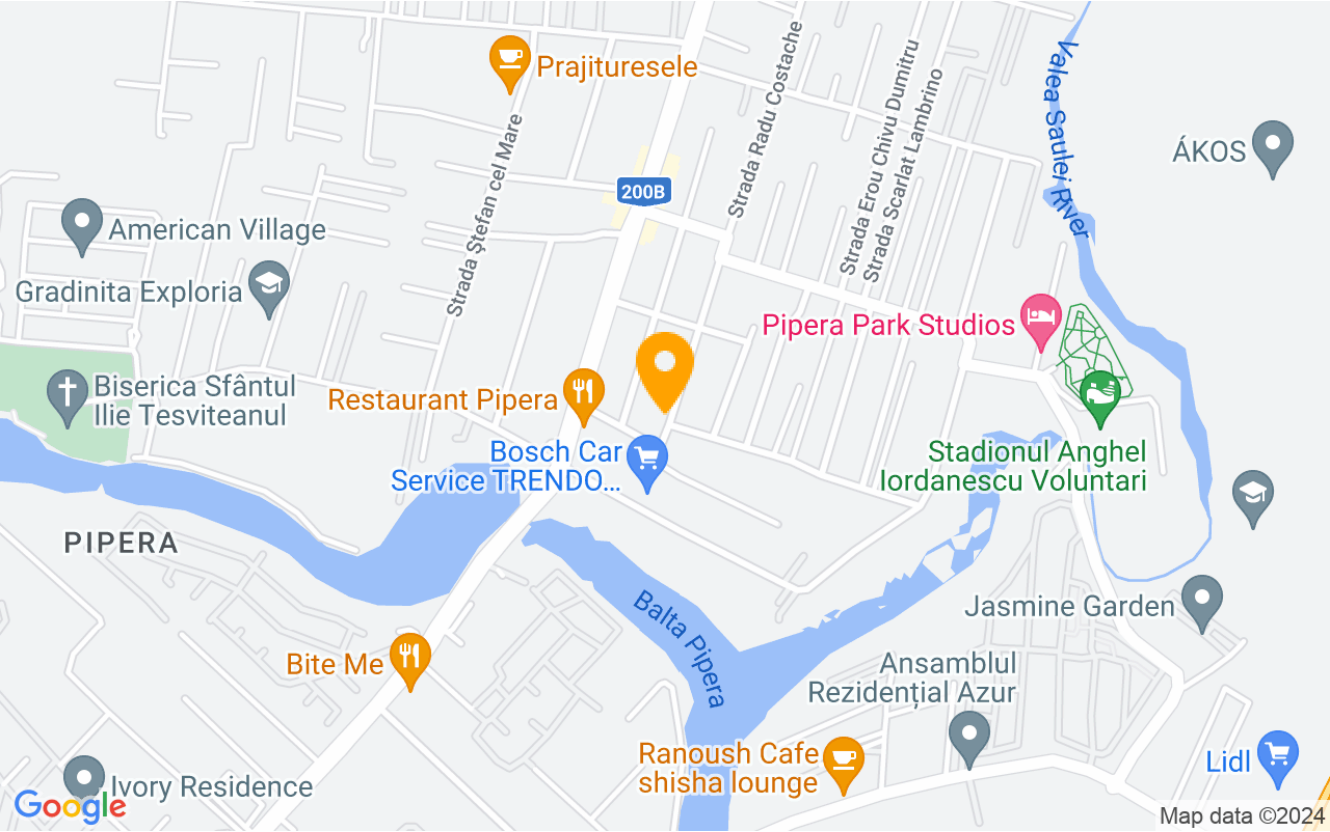 Prajituresele
Strada Radu Costache
Strada Erou Chivu Dumitru
Strada Scarlat Lambrino
Valea Saulei River
ÁKOS
Strada Ștefan cel Mare
200B
American Village
Gradinita Exploria
Pipera Park Studios
Biserica Sfântul
Ilie Tesviteanul
Restaurant Pipera
Bosch Car
Service TRENDO...
Stadionul Anghel
Iordanescu Voluntari
PIPERA
Balta Pipera
Jasmine Garden
Bite Me
Ansamblul
Rezidențial Azur
Ranoush Cafe
shisha lounge
Lidl
Ivory Residence
Google
Map data ©2024